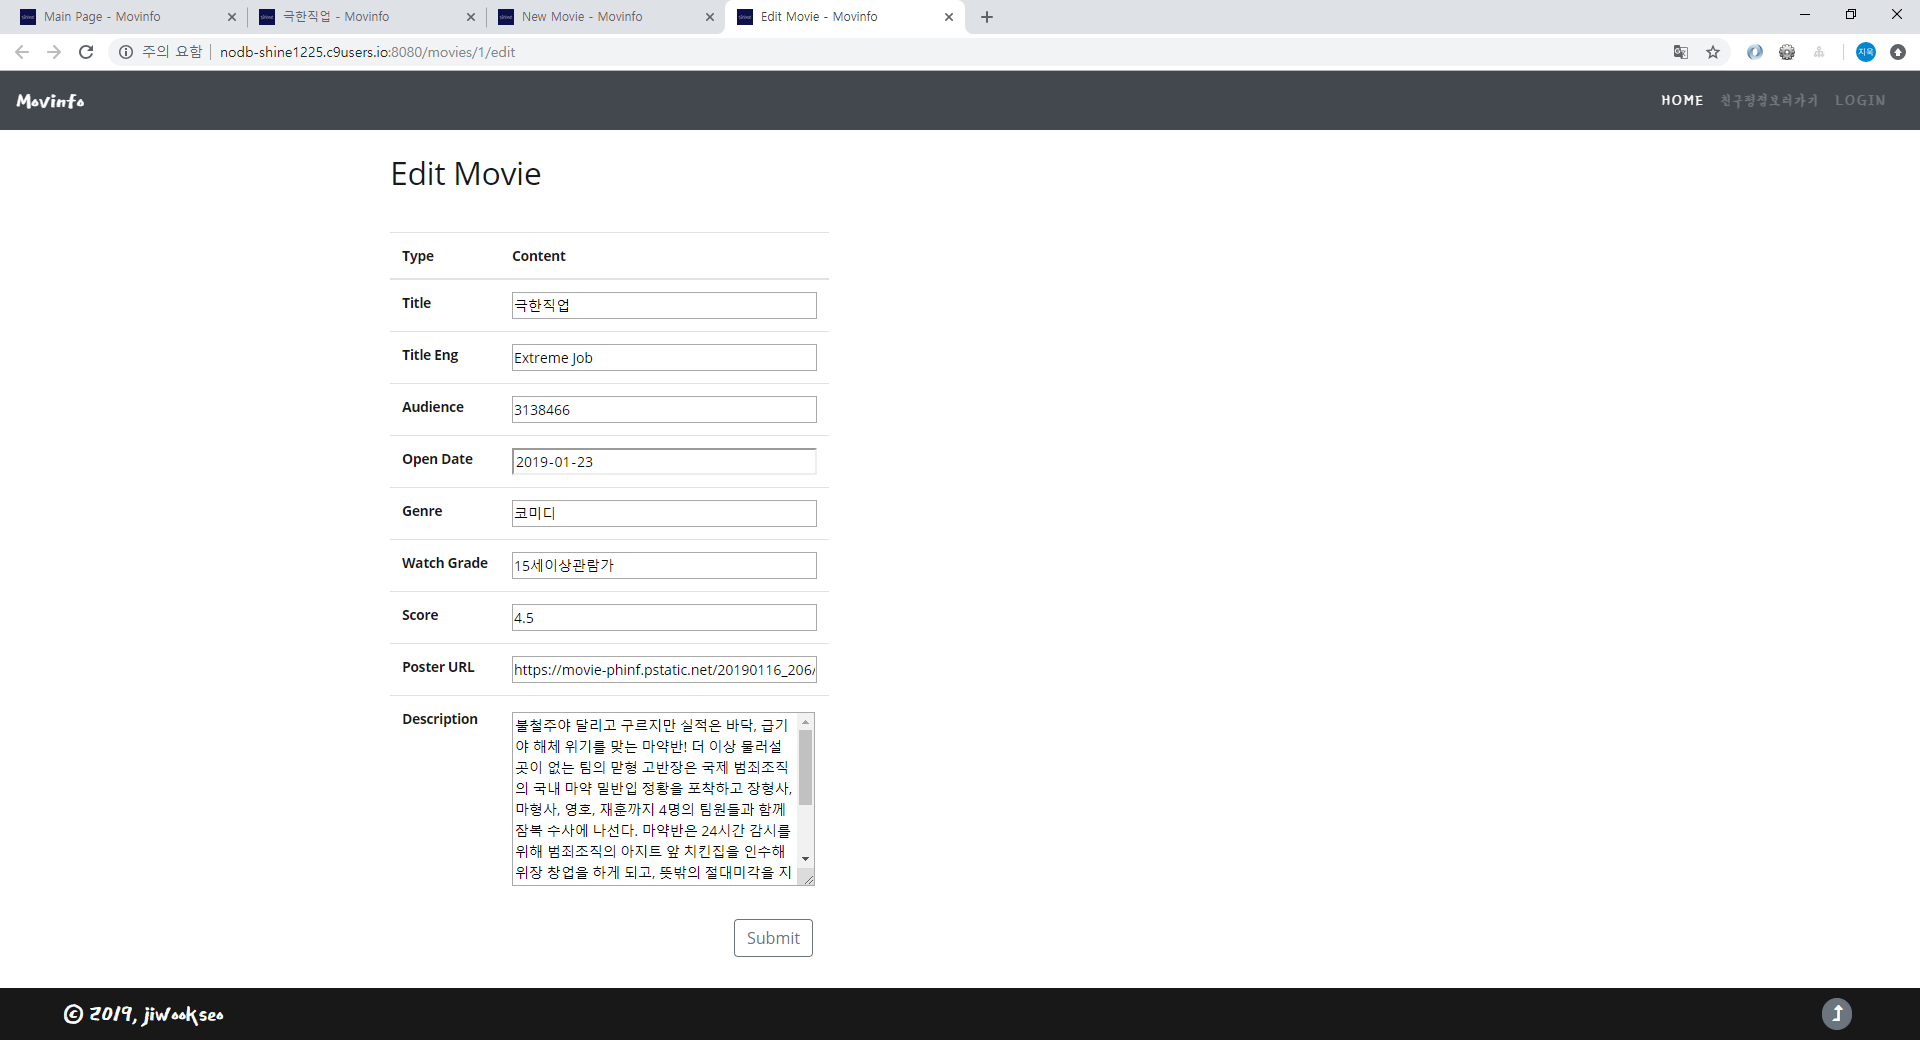 Main Page - Movinfo
극한직업 - Movinfo
New Movie - Movinfo
Edit Movie - Movinfo
주의 요함
nodb-shine1225.c9users.io:8080/movies/1/edit
지욱
Movinfo
HOME
친구평점보러가기
LOGIN
Edit Movie
Type Content
Title 극한직업
Title Eng Extreme Job
Audience 3138466
Open Date 2019-01-23
Genre 코미디
Watch Grade 15세이상관람가
Score 4.5
Poster URL https://movie-phinf.pstatic.net/20190116_206/
Description
불철주야 달리고 구르지만 실적은 바닥, 급기
야 해체 위기를 맞는 마약반! 더 이상 물러설
곳이 없는 팀의 맏형 고반장은 국제 범죄조직
의 국내 마약 밀반입 정황을 포착하고 장형사,
마형사, 영호, 재훈까지 4명의 팀원들과 함께
잠복 수사에 나선다. 마약반은 24시간 감시를
위해 범죄조직의 아지트 앞 치킨집을 인수해
위장 창업을 하게 되고, 뜻밖의 절대미각을 지
Submit
© 2019, jiwookseo